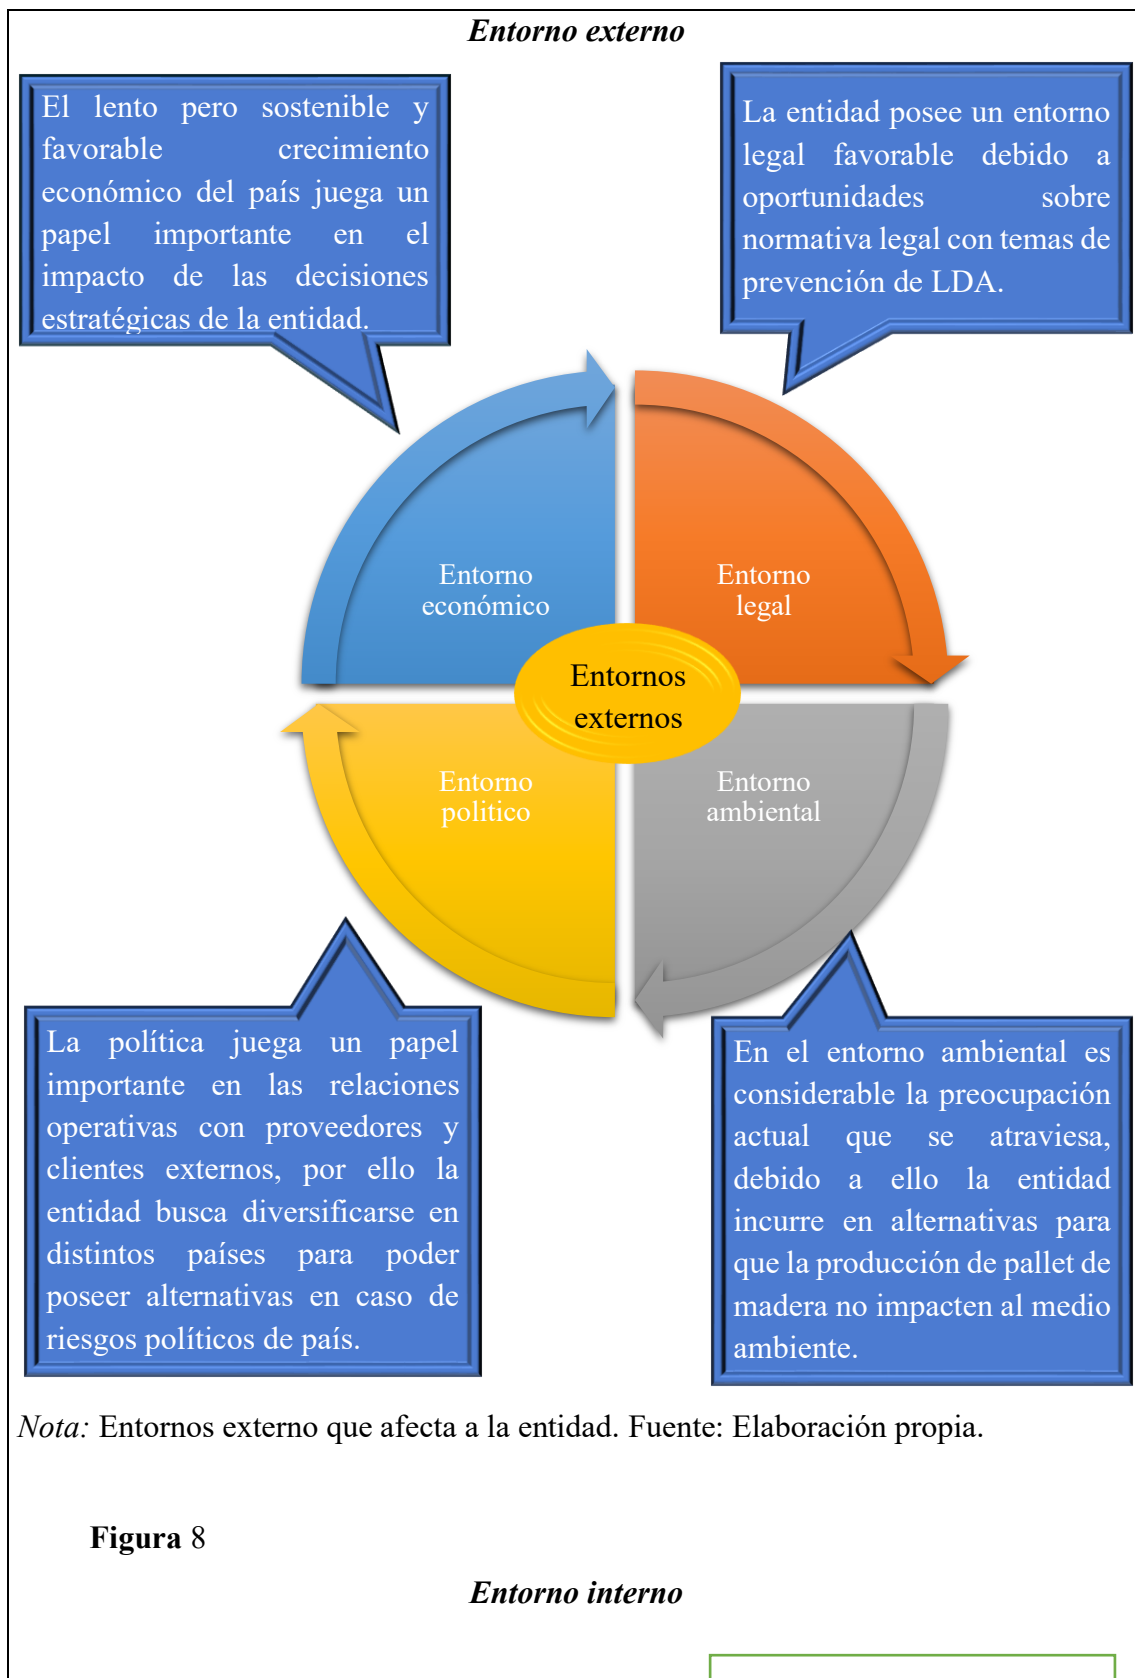 Entorno externo
El lento pero sostenible y
favorable crecimiento
económico del país juega un
papel importante en el
impacto de las decisiones
estratégicas de la entidad.
La entidad posee un entorno
legal favorable debido a
oportunidades sobre
normativa legal con temas de
prevención de LDA.
Entorno
económico
Entorno
legal
Entornos
externos
Entorno
politico
Entorno
ambiental
La política juega un papel
importante en las relaciones
operativas con proveedores y
clientes externos, por ello la
entidad busca diversificarse en
distintos países para poder
poseer alternativas en caso de
riesgos políticos de país.
En el entorno ambiental es
considerable la preocupación
actual que se atraviesa,
debido a ello la entidad
incurre en alternativas para
que la producción de pallet de
madera no impacten al medio
ambiente.
Nota: Entornos externo que afecta a la entidad. Fuente: Elaboración propia.
Figura 8
Entorno interno